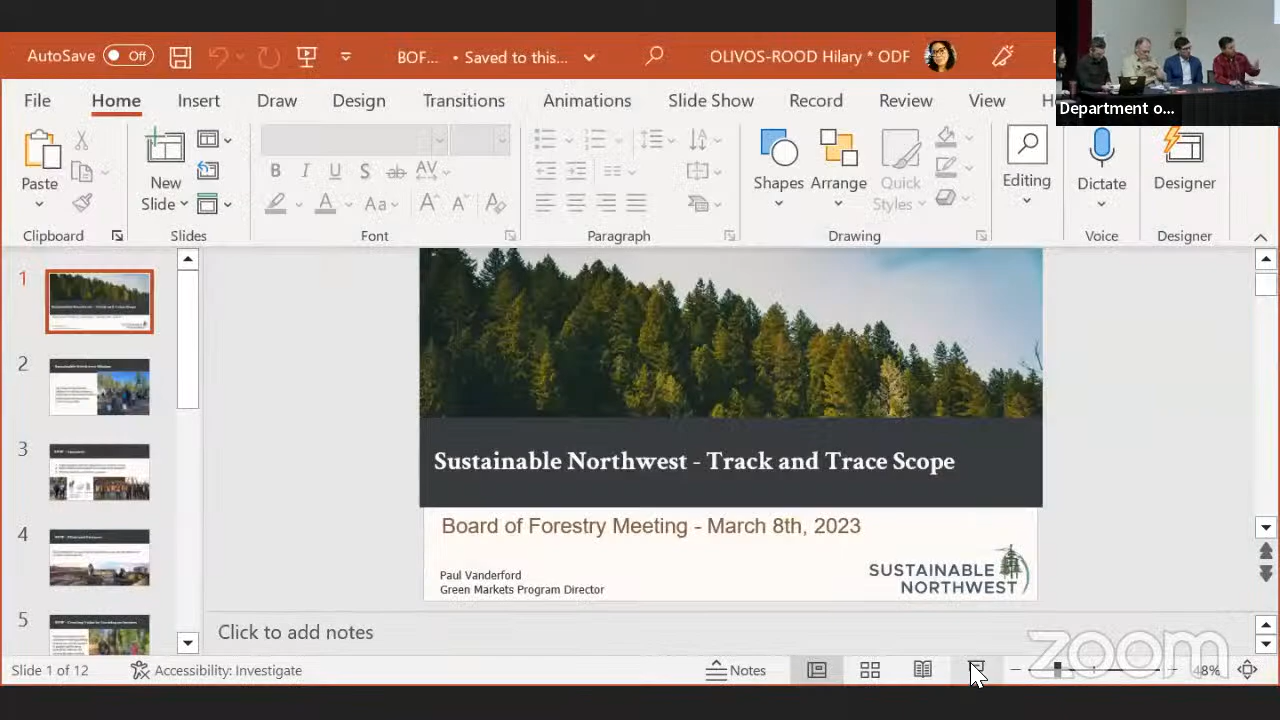 AutoSave Off BOF... • Saved to this... OLIVOS-ROOD Hilary * ODF
Department o...
File Home Insert Draw Design Transitions Animations Slide Show Record Review View H
Paste
New Slide
B I U S ab AV
Aa A A
Shapes Arrange Quick Styles
Editing
Dictate
Designer
Clipboard Slides Font Paragraph Drawing Voice Designer
1
2
3
4
5
Sustainable Northwest - Track and Trace Scope
Board of Forestry Meeting - March 8th, 2023
Paul Vanderford
Green Markets Program Director
SUSTAINABLE
NORTHWEST
Click to add notes
Slide 1 of 12 Accessibility: Investigate Notes 48%
zoom